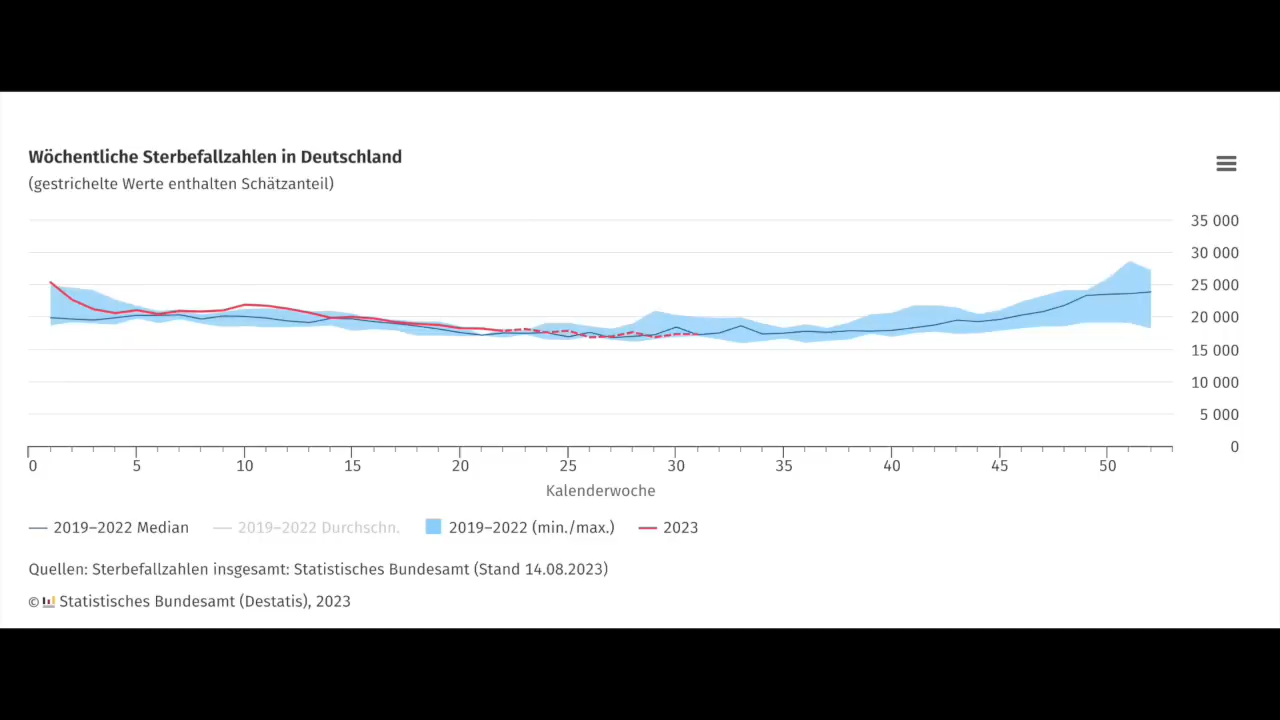 Wöchentliche Sterbefallzahlen in Deutschland
(gestrichelte Werte enthalten Schätzanteil)
35 000
30 000
25 000
20 000
15 000
10 000
5 000
0
0 5 10 15 20 25 30 35 40 45 50
Kalenderwoche
2019–2022 Median 2019–2022 Durchschn. 2019–2022 (min./max.) 2023
Quellen: Sterbefallzahlen insgesamt: Statistisches Bundesamt (Stand 14.08.2023)
© Statistisches Bundesamt (Destatis), 2023